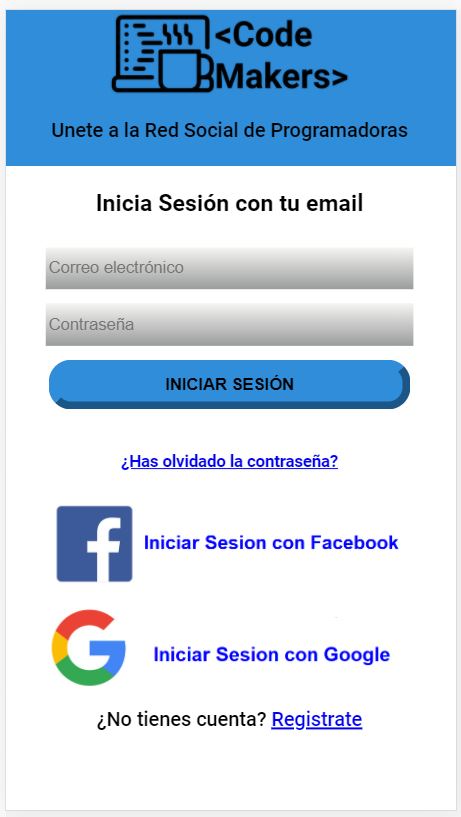 <Code
Makers>
Unete a la Red Social de Programadoras
Inicia Sesión con tu email
Correo electrónico
Contraseña
INICIAR SESIÓN
¿Has olvidado la contraseña?
Iniciar Sesion con Facebook
Iniciar Sesion con Google
¿No tienes cuenta? Registrate